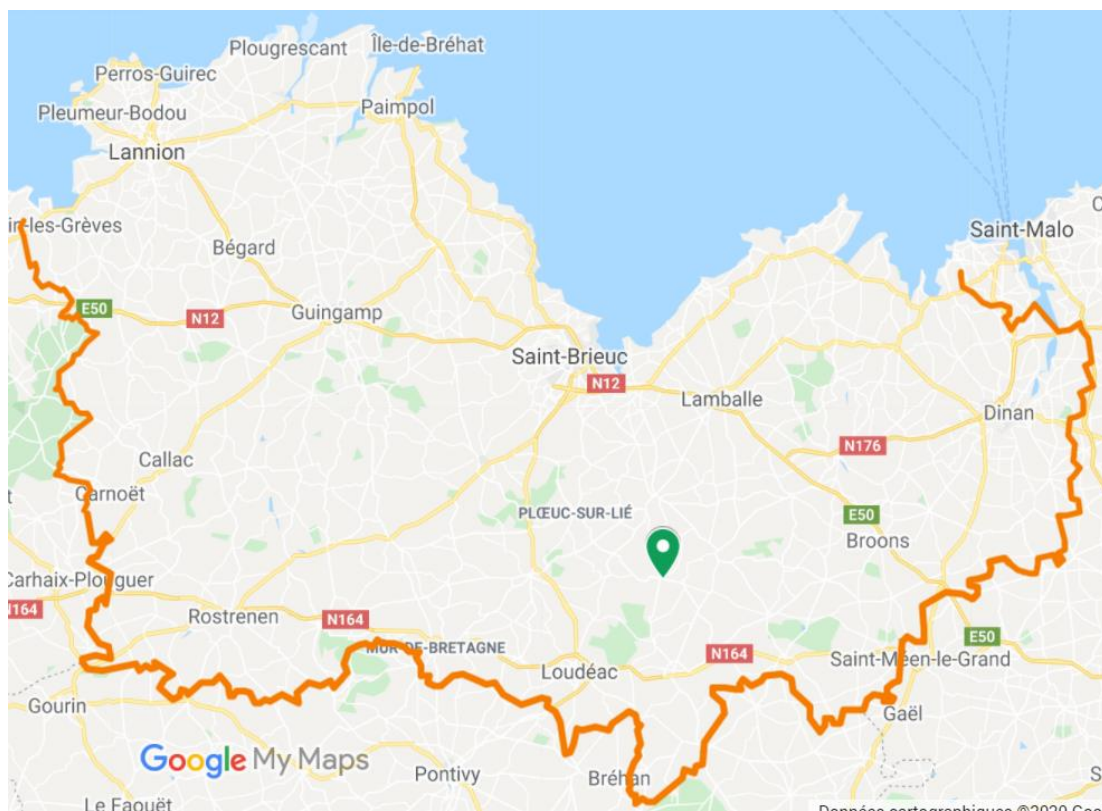 Plougrescant
Île-de-Bréhat
Perros-Guirec
Pleumeur-Bodou
Paimpol
Lannion
in-les-Grèves
Saint-Malo
Bégard
E50
N12
Guingamp
Saint-Brieuc
N12
Lamballe
Dinan
N176
Callac
Carnoët
PLŒUC-SUR-LIÉ
E50
Broons
Carhaix-Plouguer
N164
Rostrenen
N164
MÛR-DE-BRETAGNE
E50
Loudéac
N164
Saint-Méen-le-Grand
Gourin
Gaël
Google My Maps
Pontivy
Bréhan
Le Faouët
Données cartographiques ©2020 Goo